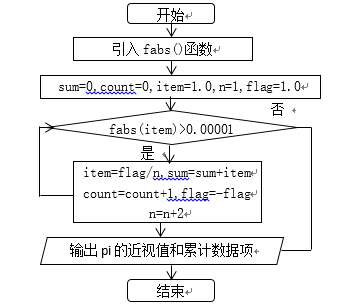 开始
引入 fabs()函数
sum=0,count=0,item=1.0,n=1,flag=1.0
否
fabs(item)>0.00001
是
item=flag/n,sum=sum+item
count=count+1,flag=-flag
n=n+2
输出 pi 的近视值和累计数据项
结束